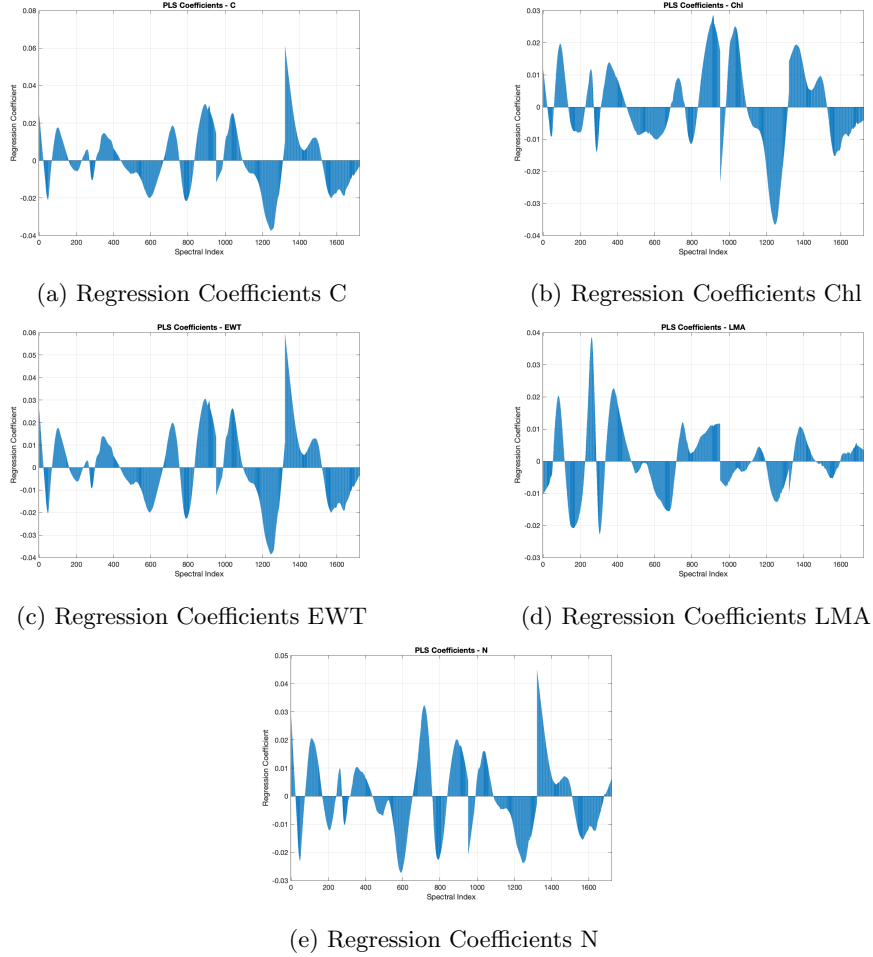 PLS Coefficients - C
0.08
0.06
0.04
0.02
0
-0.02
-0.04
Regression Coefficient
0 200 400 600 800 1000 1200 1400 1600
Spectral Index
(a) Regression Coefficients C
PLS Coefficients - Chl
0.03
0.02
0.01
0
-0.01
-0.02
-0.03
-0.04
Regression Coefficient
0 200 400 600 800 1000 1200 1400 1600
Spectral Index
(b) Regression Coefficients Chl
PLS Coefficients - EWT
0.06
0.05
0.04
0.03
0.02
0.01
0
-0.01
-0.02
-0.03
-0.04
Regression Coefficient
0 200 400 600 800 1000 1200 1400 1600
Spectral Index
(c) Regression Coefficients EWT
PLS Coefficients - LMA
0.04
0.03
0.02
0.01
0
-0.01
-0.02
-0.03
Regression Coefficient
0 200 400 600 800 1000 1200 1400 1600
Spectral Index
(d) Regression Coefficients LMA
PLS Coefficients - N
0.05
0.04
0.03
0.02
0.01
0
-0.01
-0.02
-0.03
Regression Coefficient
0 200 400 600 800 1000 1200 1400 1600
Spectral Index
(e) Regression Coefficients N